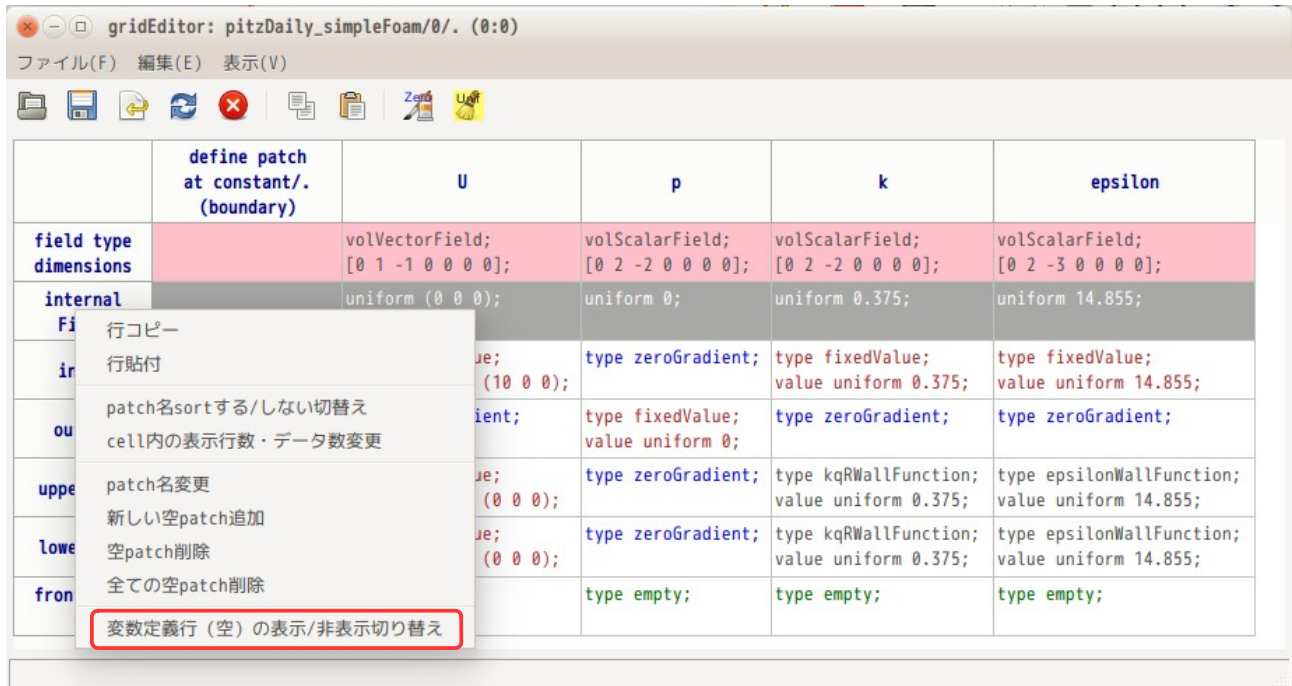 gridEditor: pitzDaily_simpleFoam/0/. (0:0)
ファイル(F) 編集(E) 表示(V)
Zero
Unif
define patch
at constant/.
(boundary)
U
p
k
epsilon
field type
dimensions
volVectorField;
[0 1 -1 0 0 0 0];
volScalarField;
[0 2 -2 0 0 0 0];
volScalarField;
[0 2 -2 0 0 0 0];
volScalarField;
[0 2 -3 0 0 0 0];
internal
Fi
uniform (0 0 0);
uniform 0;
uniform 0.375;
uniform 14.855;
in
ue;
(10 0 0);
type zeroGradient;
type fixedValue;
value uniform 0.375;
type fixedValue;
value uniform 14.855;
ou
ient;
type fixedValue;
value uniform 0;
type zeroGradient;
type zeroGradient;
uppe
ue;
(0 0 0);
type zeroGradient;
type kqRWallFunction;
value uniform 0.375;
type epsilonWallFunction;
value uniform 14.855;
lowe
ue;
(0 0 0);
type zeroGradient;
type kqRWallFunction;
value uniform 0.375;
type epsilonWallFunction;
value uniform 14.855;
fron
type empty;
type empty;
type empty;
行コピー
行貼付
patch名sortする/しない切替え
cell内の表示行数・データ数変更
patch名変更
新しい空patch追加
空patch削除
全ての空patch削除
変数定義行（空）の表示/非表示切り替え